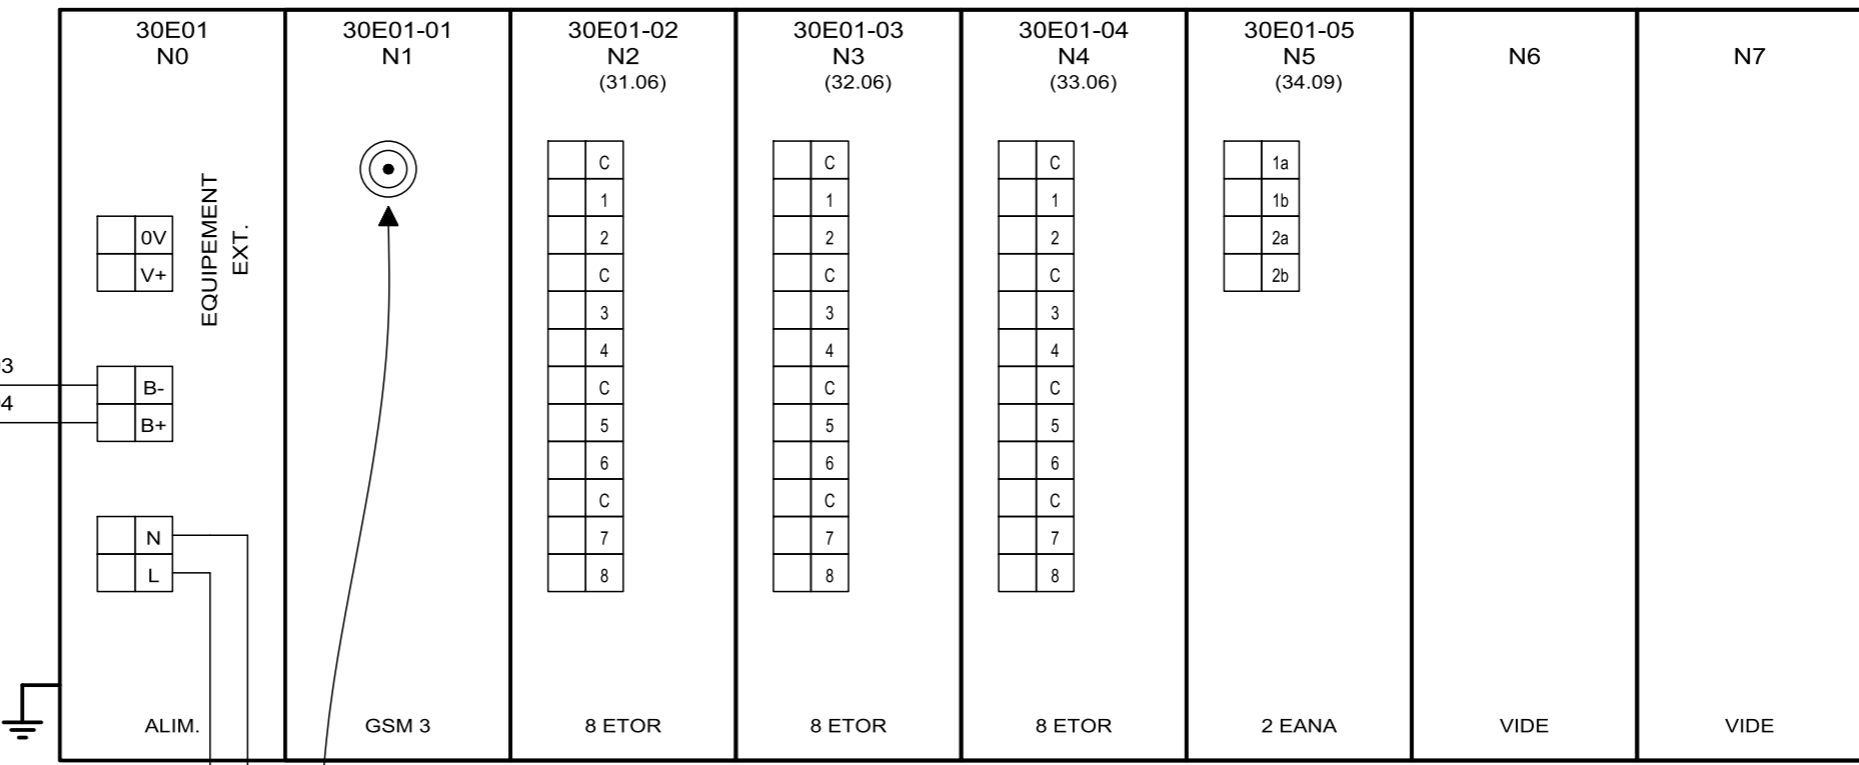 30E01
N0
EQUIPEMENT
EXT.
0V
V+
B-
B+
N
L
ALIM.
30E01-01
N1
GSM 3
30E01-02
N2
(31.06)
C
1
2
C
3
4
C
5
6
C
7
8
8 ETOR
30E01-03
N3
(32.06)
C
1
2
C
3
4
C
5
6
C
7
8
8 ETOR
30E01-04
N4
(33.06)
C
1
2
C
3
4
C
5
6
C
7
8
8 ETOR
30E01-05
N5
(34.09)
1a
1b
2a
2b
2 EANA
N6
VIDE
N7
VIDE